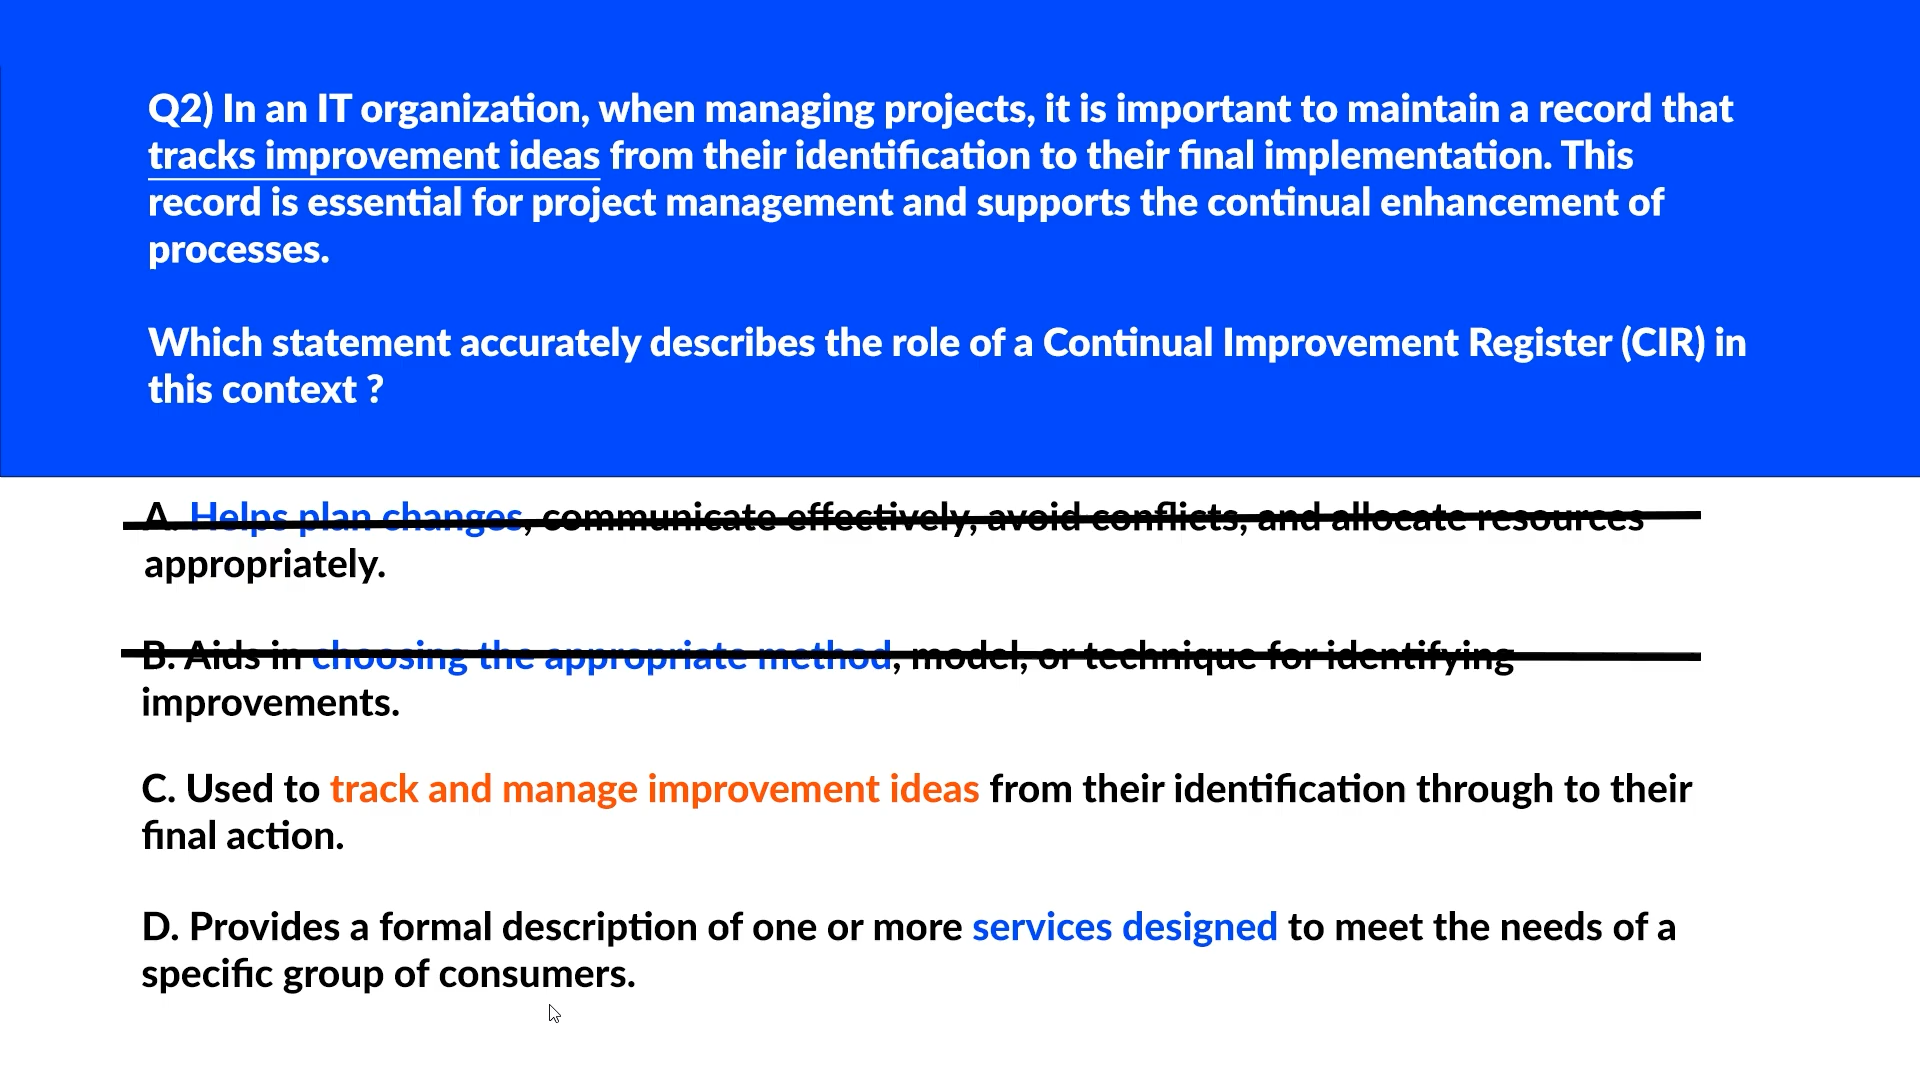 Q2) In an IT organization, when managing projects, it is important to maintain a record that
tracks improvement ideas from their identification to their final implementation. This
record is essential for project management and supports the continual enhancement of
processes.
Which statement accurately describes the role of a Continual Improvement Register (CIR) in
this context ?
A. Helps plan changes, communicate effectively, avoid conflicts, and allocate resources
appropriately.
B. Aids in choosing the appropriate method, model, or technique for identifying
improvements.
C. Used to track and manage improvement ideas from their identification through to their
final action.
D. Provides a formal description of one or more services designed to meet the needs of a
specific group of consumers.